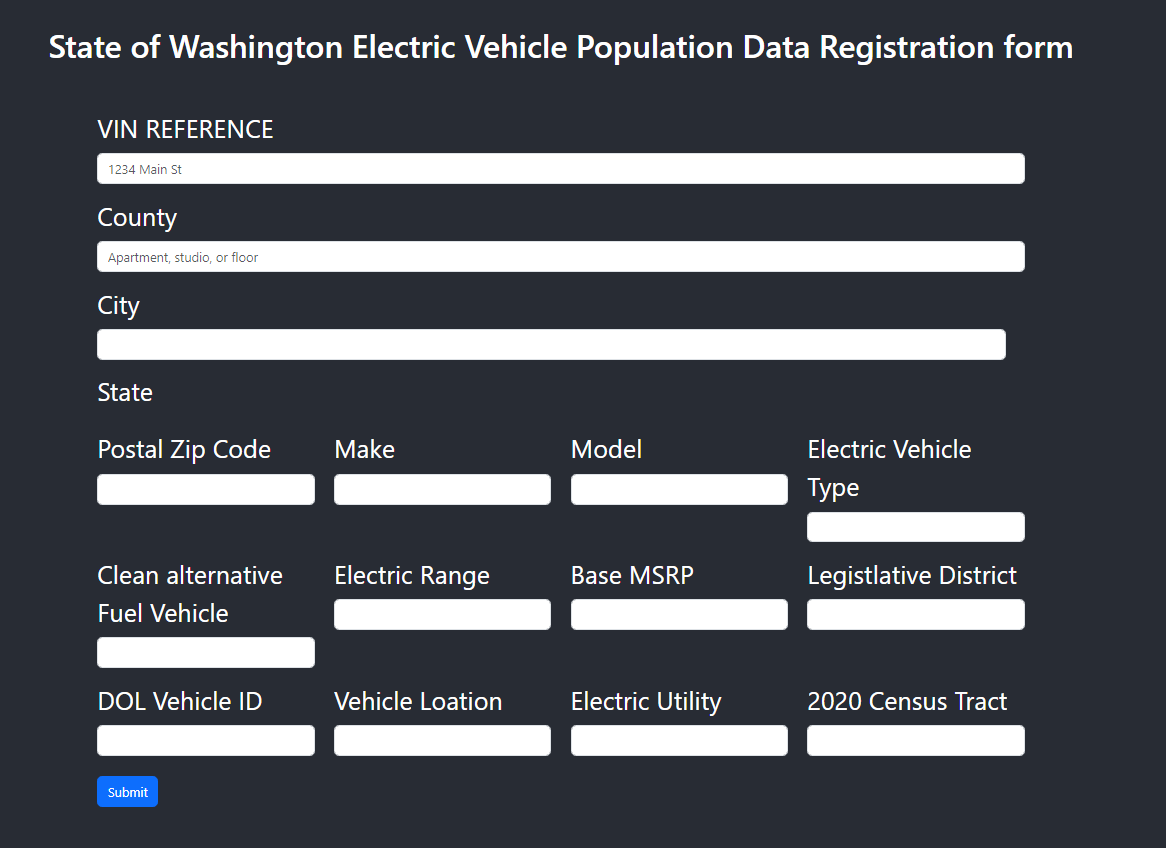 State of Washington Electric Vehicle Population Data Registration form
VIN REFERENCE
1234 Main St
County
Apartment, studio, or floor
City
State
Postal Zip Code
Make
Model
Electric Vehicle
Type
Clean alternative
Fuel Vehicle
Electric Range
Base MSRP
Legistlative District
DOL Vehicle ID
Vehicle Loation
Electric Utility
2020 Census Tract
Submit